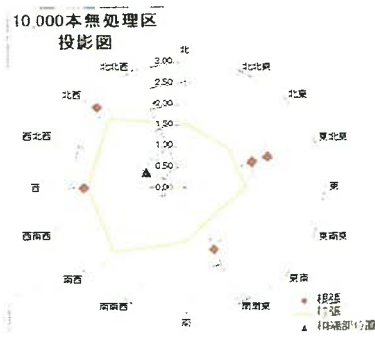 10,000本無処理区
投影図
北
北北東
北東
東北東
東
東南東
東南
南南東
南
南南西
南西
西南西
西
西北西
北西
北北西
3.00
2.50
2.00
1.50
1.00
0.50
0.00
根張